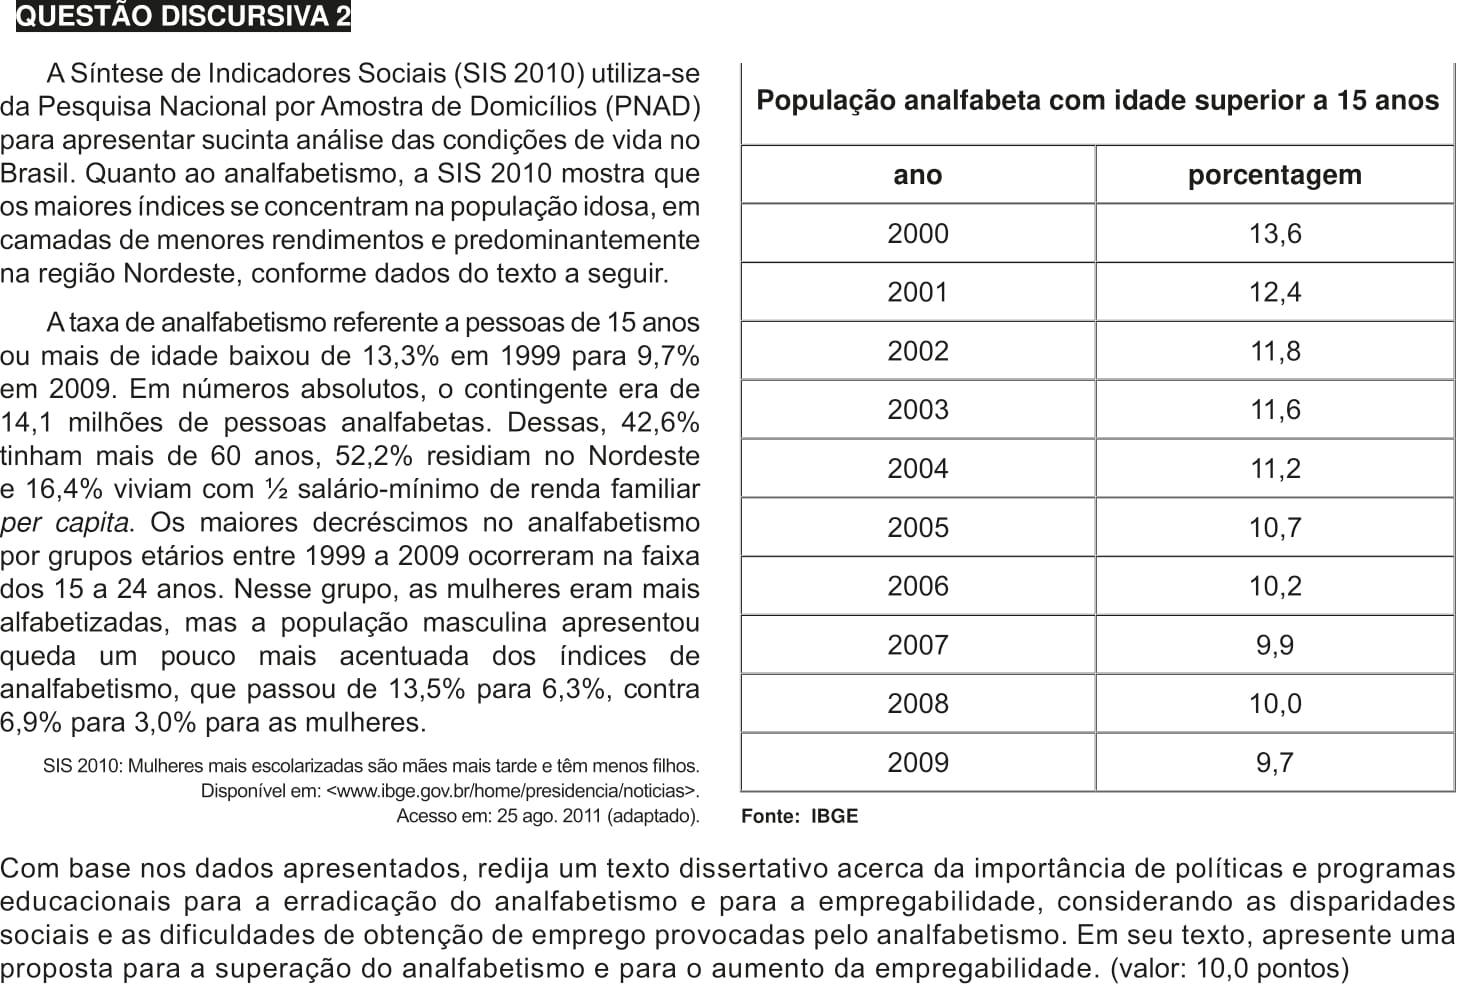 QUESTÃO DISCURSIVA 2
A Síntese de Indicadores Sociais (SIS 2010) utiliza-se
da Pesquisa Nacional por Amostra de Domicílios (PNAD)
para apresentar sucinta análise das condições de vida no
Brasil. Quanto ao analfabetismo, a SIS 2010 mostra que
os maiores índices se concentram na população idosa, em
camadas de menores rendimentos e predominantemente
na região Nordeste, conforme dados do texto a seguir.
A taxa de analfabetismo referente a pessoas de 15 anos
ou mais de idade baixou de 13,3% em 1999 para 9,7%
em 2009. Em números absolutos, o contingente era de
14,1 milhões de pessoas analfabetas. Dessas, 42,6%
tinham mais de 60 anos, 52,2% residiam no Nordeste
e 16,4% viviam com ½ salário-mínimo de renda familiar
per capita. Os maiores decréscimos no analfabetismo
por grupos etários entre 1999 a 2009 ocorreram na faixa
dos 15 a 24 anos. Nesse grupo, as mulheres eram mais
alfabetizadas, mas a população masculina apresentou
queda um pouco mais acentuada dos índices de
analfabetismo, que passou de 13,5% para 6,3%, contra
6,9% para 3,0% para as mulheres.
SIS 2010: Mulheres mais escolarizadas são mães mais tarde e têm menos filhos.
Disponível em: <www.ibge.gov.br/home/presidencia/noticias>.
Acesso em: 25 ago. 2011 (adaptado).
População analfabeta com idade superior a 15 anos
ano porcentagem
2000 13,6
2001 12,4
2002 11,8
2003 11,6
2004 11,2
2005 10,7
2006 10,2
2007 9,9
2008 10,0
2009 9,7
Fonte: IBGE
Com base nos dados apresentados, redija um texto dissertativo acerca da importância de políticas e programas
educacionais para a erradicação do analfabetismo e para a empregabilidade, considerando as disparidades
sociais e as dificuldades de obtenção de emprego provocadas pelo analfabetismo. Em seu texto, apresente uma
proposta para a superação do analfabetismo e para o aumento da empregabilidade. (valor: 10,0 pontos)